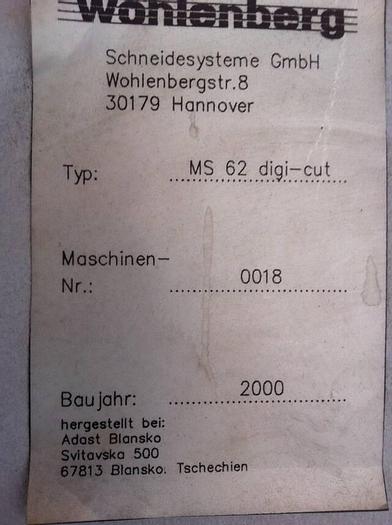 Wohlenberg
Schneidesysteme GmbH
Wohlenbergstr.8
30179 Hannover
Typ: MS 62 digi-cut
Maschinen-
Nr.: 0018
Baujahr: 2000
hergestellt bei:
Adast Blansko
Svitavska 500
67813 Blansko. Tschechien